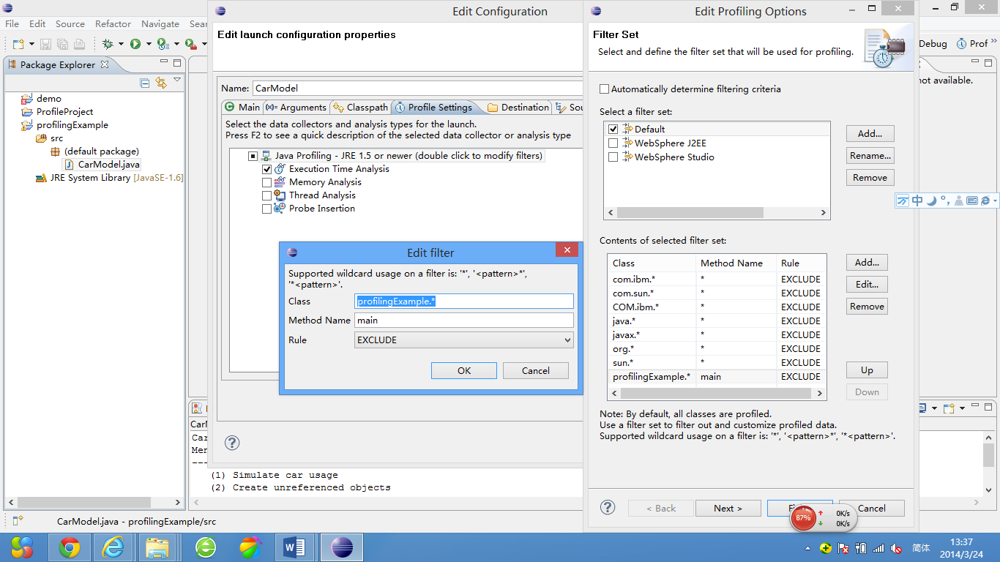 Edit Configuration
Edit Profiling Options
File Edit Source Refactor Navigate Sear
Debug Prof
Package Explorer
demo
ProfileProject
profilingExample
src
(default package)
CarModel.java
JRE System Library [JavaSE-1.6]
Edit launch configuration properties
Name: CarModel
Main Arguments Classpath Profile Settings Destination Sou
Select the data collectors and analysis types for the launch.
Press F2 to see a quick description of the selected data collector or analysis type
Java Profiling - JRE 1.5 or newer (double click to modify filters)
Execution Time Analysis
Memory Analysis
Thread Analysis
Probe Insertion
Edit filter
Supported wildcard usage on a filter is: '*', '<pattern>*',
'*<pattern>'.
Class profilingExample.*
Method Name main
Rule EXCLUDE
OK Cancel
Filter Set
Select and define the filter set that will be used for profiling.
Automatically determine filtering criteria
Select a filter set:
Default
WebSphere J2EE
WebSphere Studio
Add...
Rename...
Remove
Contents of selected filter set:
Class Method Name Rule
com.ibm.* * EXCLUDE
com.sun.* * EXCLUDE
COM.ibm.* * EXCLUDE
java.* * EXCLUDE
javax.* * EXCLUDE
org.* * EXCLUDE
sun.* * EXCLUDE
profilingExample.* main EXCLUDE
Add...
Edit...
Remove
Up
Down
Note: By default, all classes are profiled.
Use a filter set to filter out and customize profiled data.
Supported wildcard usage on a filter is: '*', '<pattern>*', '*<pattern>'.
< Back Next > Cancel
not available.
中
Car
Mer
(1) Simulate car usage
(2) Create unreferenced objects
87%
0K/s
0K/s
CarModel.java - profilingExample/src
简体
13:37
2014/3/24